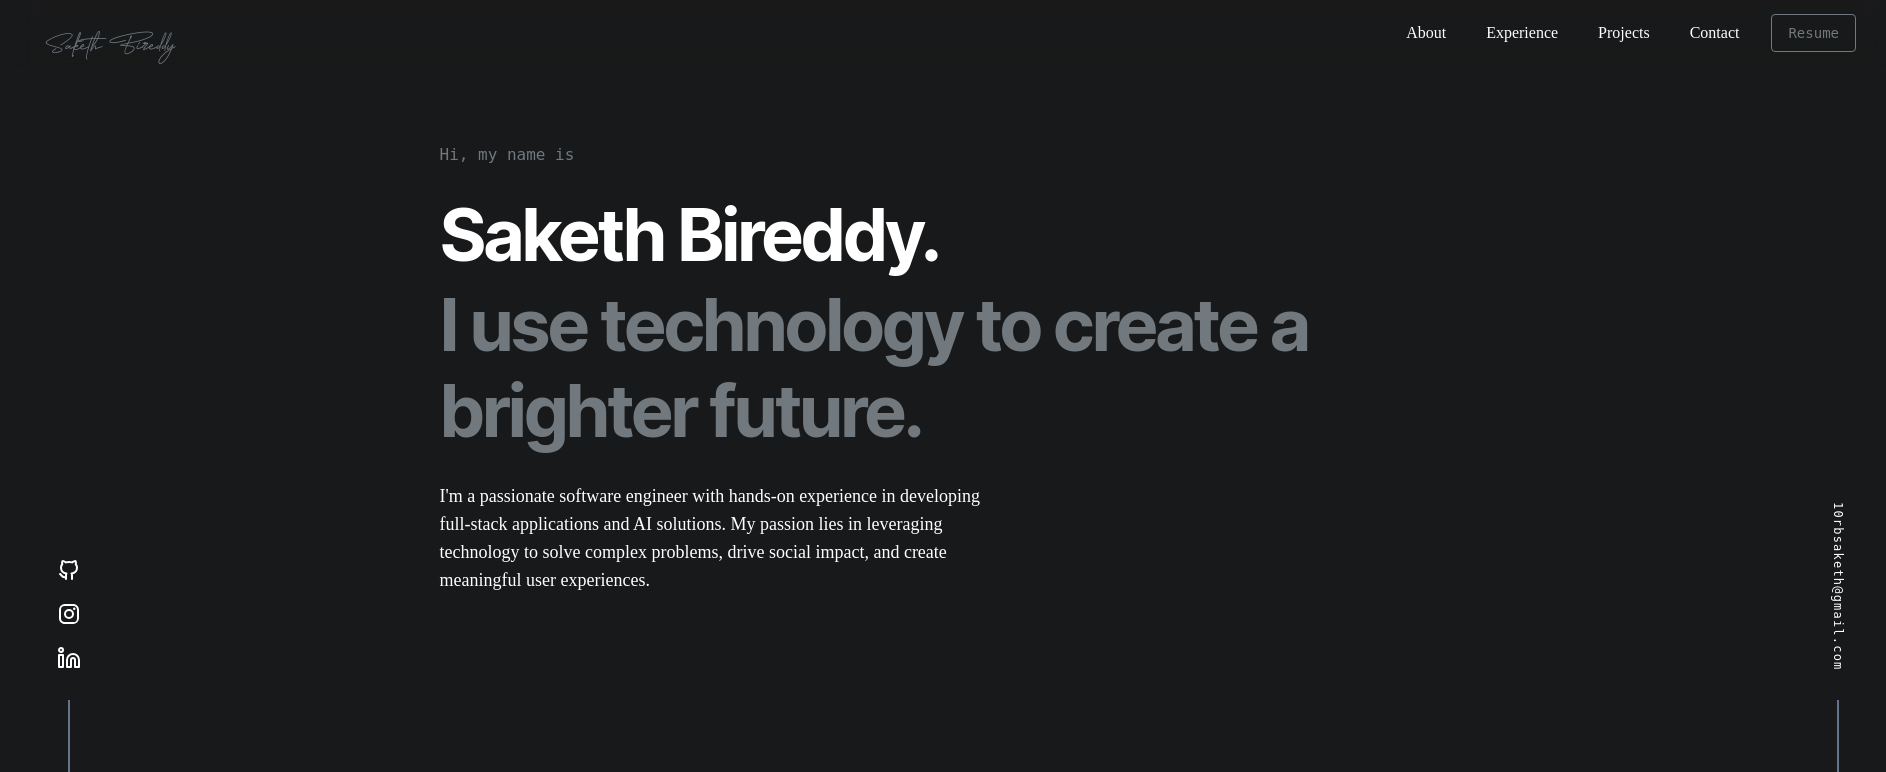 Saketh Bireddy
About
Experience
Projects
Contact
Resume
Hi, my name is
Saketh Bireddy.
I use technology to create a
brighter future.
I'm a passionate software engineer with hands-on experience in developing
full-stack applications and AI solutions. My passion lies in leveraging
technology to solve complex problems, drive social impact, and create
meaningful user experiences.
10rbsaketh@gmail.com